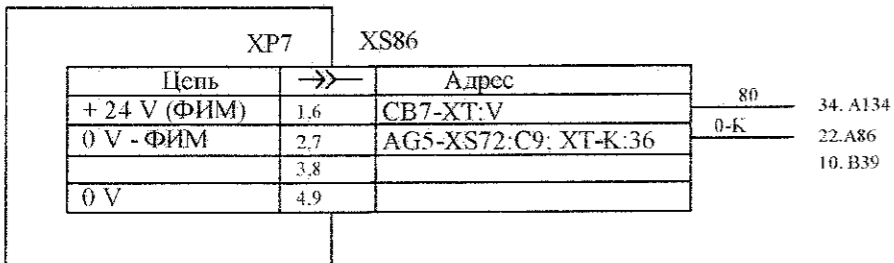 XP7 XS86
Цепь Адрес
+ 24 V (ФИМ) 1,6 CB7-XT:V 80 34. A134
0 V - ФИМ 2,7 AG5-XS72:C9; XT-K:36 0-K 22.A86
3,8 10. B39
0 V 4,9